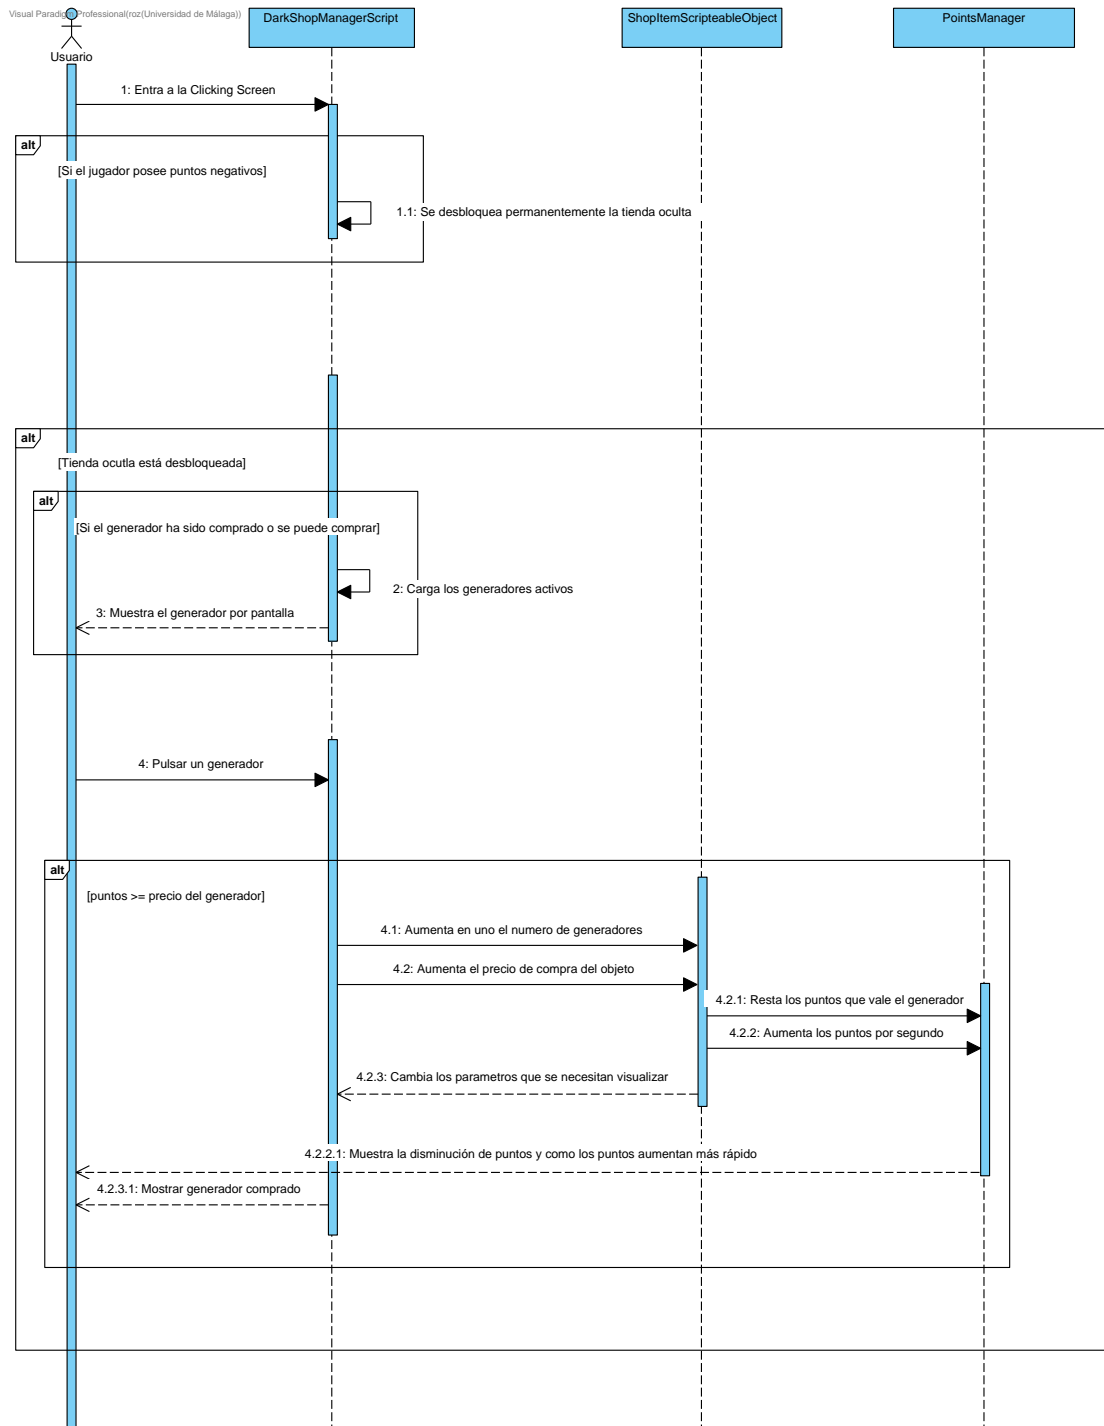 Visual Paradigm Professional(roz(Universidad de Málaga))
Usuario
DarkShopManagerScript
ShopItemScripteableObject
PointsManager
1: Entra a la Clicking Screen
alt
[Si el jugador posee puntos negativos]
1.1: Se desbloquea permanentemente la tienda oculta
alt
[Tienda ocutla está desbloqueada]
alt
[Si el generador ha sido comprado o se puede comprar]
2: Carga los generadores activos
3: Muestra el generador por pantalla
4: Pulsar un generador
alt
[puntos >= precio del generador]
4.1: Aumenta en uno el numero de generadores
4.2: Aumenta el precio de compra del objeto
4.2.1: Resta los puntos que vale el generador
4.2.2: Aumenta los puntos por segundo
4.2.3: Cambia los parametros que se necesitan visualizar
4.2.2.1: Muestra la disminución de puntos y como los puntos aumentan más rápido
4.2.3.1: Mostrar generador comprado